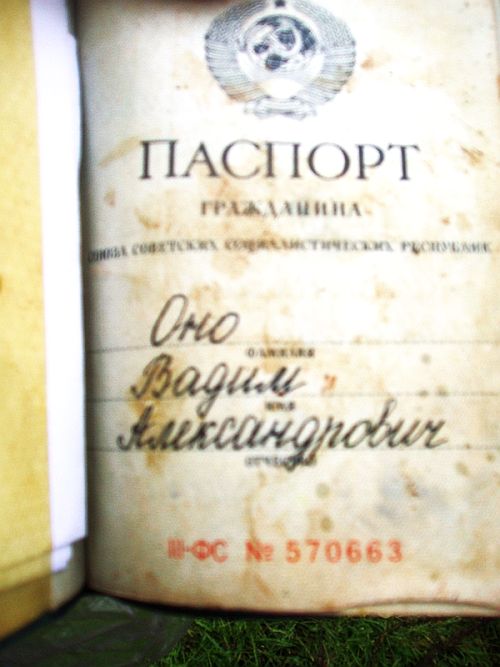 ПАСПОРТ
ГРАЖДАНИНА
СОЮЗА СОВЕТСКИХ СОЦИАЛИСТИЧЕСКИХ РЕСПУБЛИК
Оно
фамилия
Вадим
имя
Александрович
отчество
III-ФС № 570663